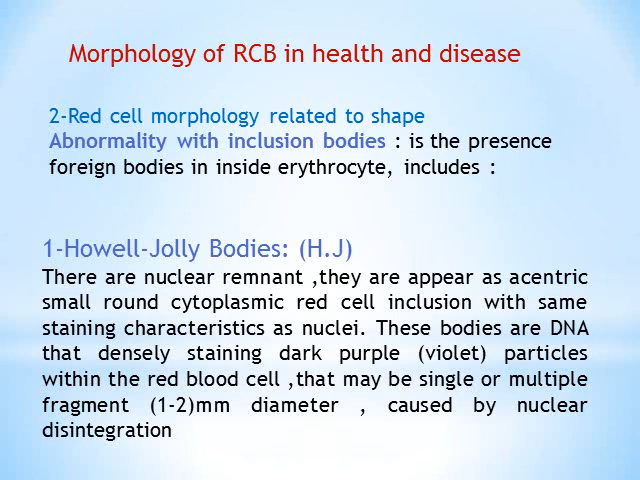 Morphology of RCB in health and disease
2-Red cell morphology related to shape
Abnormality with inclusion bodies : is the presence
foreign bodies in inside erythrocyte, includes :
1-Howell-Jolly Bodies: (H.J)
There are nuclear remnant ,they are appear as acentric
small round cytoplasmic red cell inclusion with same
staining characteristics as nuclei. These bodies are DNA
that densely staining dark purple (violet) particles
within the red blood cell ,that may be single or multiple
fragment (1-2)mm diameter , caused by nuclear
disintegration